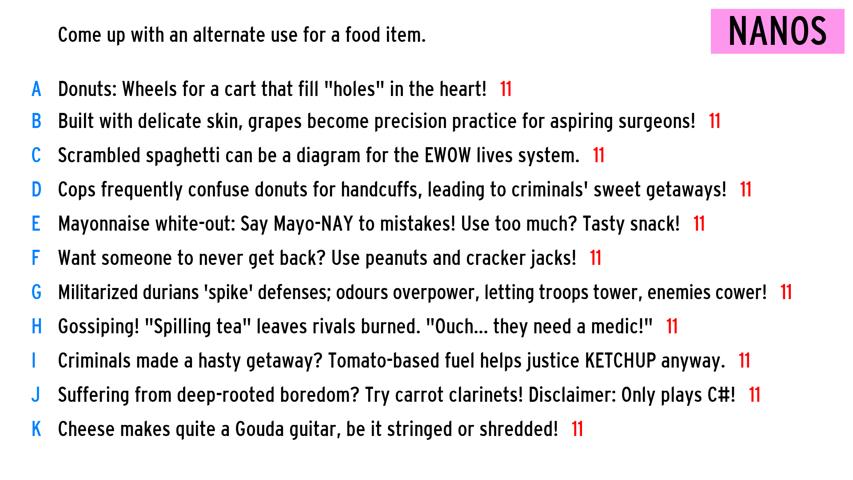 NANOS
Come up with an alternate use for a food item.
A Donuts: Wheels for a cart that fill "holes" in the heart! 11
B Built with delicate skin, grapes become precision practice for aspiring surgeons! 11
C Scrambled spaghetti can be a diagram for the EWOW lives system. 11
D Cops frequently confuse donuts for handcuffs, leading to criminals' sweet getaways! 11
E Mayonnaise white-out: Say Mayo-NAY to mistakes! Use too much? Tasty snack! 11
F Want someone to never get back? Use peanuts and cracker jacks! 11
G Militarized durians 'spike' defenses; odours overpower, letting troops tower, enemies cower! 11
H Gossiping! "Spilling tea" leaves rivals burned. "Ouch... they need a medic!" 11
I Criminals made a hasty getaway? Tomato-based fuel helps justice KETCHUP anyway. 11
J Suffering from deep-rooted boredom? Try carrot clarinets! Disclaimer: Only plays C#! 11
K Cheese makes quite a Gouda guitar, be it stringed or shredded! 11